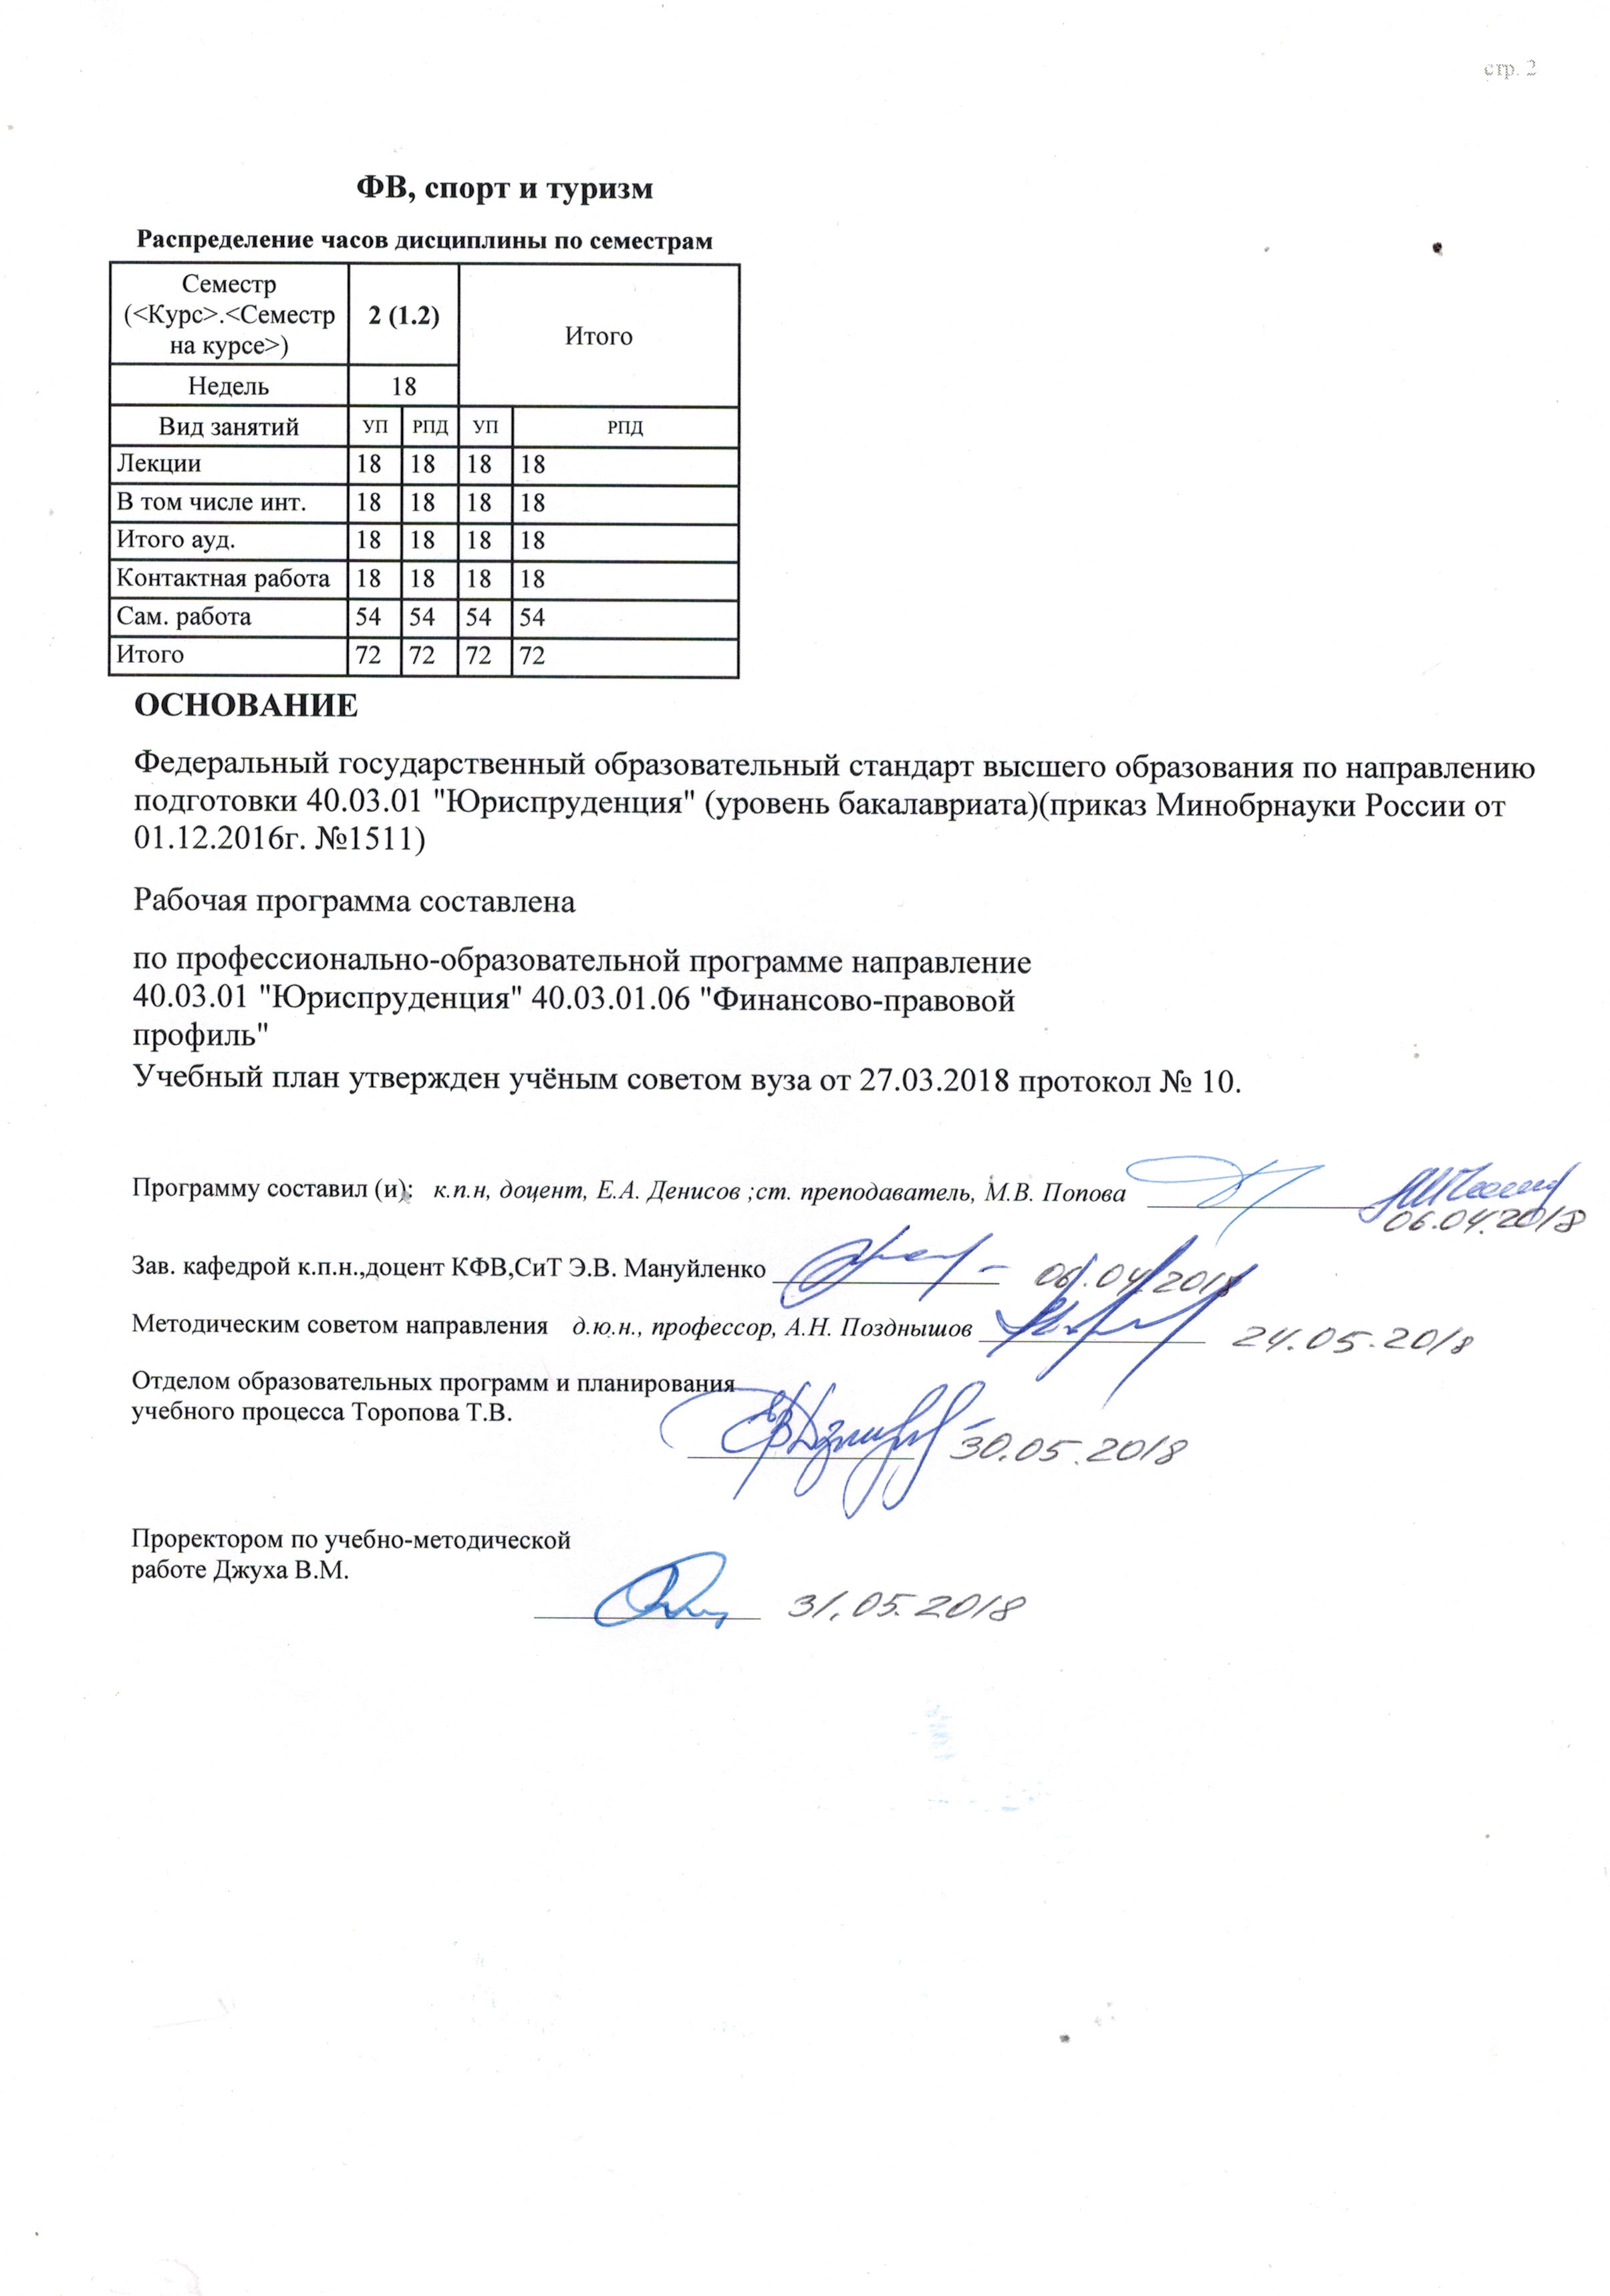 стр. 2
ФВ, спорт и туризм
Распределение часов дисциплины по семестрам
Семестр
(<Курс>.<Семестр
на курсе>)
2 (1.2)
Итого
Недель
18
Вид занятий УП РПД УП РПД
Лекции 18 18 18 18
В том числе инт. 18 18 18 18
Итого ауд. 18 18 18 18
Контактная работа 18 18 18 18
Сам. работа 54 54 54 54
Итого 72 72 72 72
ОСНОВАНИЕ
Федеральный государственный образовательный стандарт высшего образования по направлению
подготовки 40.03.01 "Юриспруденция" (уровень бакалавриата)(приказ Минобрнауки России от
01.12.2016г. №1511)
Рабочая программа составлена
по профессионально-образовательной программе направление
40.03.01 "Юриспруденция" 40.03.01.06 "Финансово-правовой
профиль"
Учебный план утвержден учёным советом вуза от 27.03.2018 протокол № 10.
Программу составил (и): к.п.н, доцент, Е.А. Денисов ;ст. преподаватель, М.В. Попова
06.04.2018
Зав. кафедрой к.п.н.,доцент КФВ,СиТ Э.В. Мануйленко 06.04.2018
Методическим советом направления д.ю.н., профессор, А.Н. Позднышов 24.05.2018
Отделом образовательных программ и планирования
учебного процесса Торопова Т.В.
30.05.2018
Проректором по учебно-методической
работе Джуха В.М.
31.05.2018